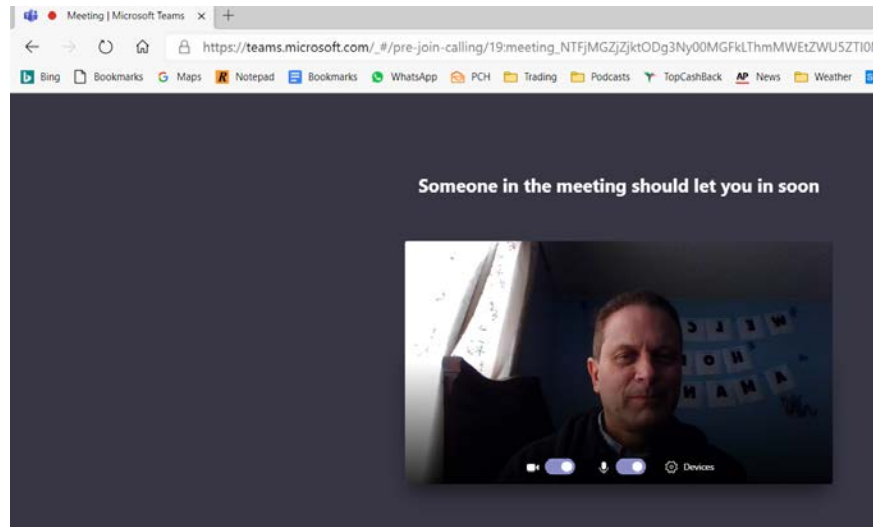 Meeting | Microsoft Teams
https://teams.microsoft.com/_#/pre-join-calling/19:meeting_NTFjMGZjZjktODg3Ny00MGFkLThmMWEtZWU5ZTI0
Bing Bookmarks Maps Notepad Bookmarks WhatsApp PCH Trading Podcasts TopCashBack AP News Weather
Someone in the meeting should let you in soon
Devices